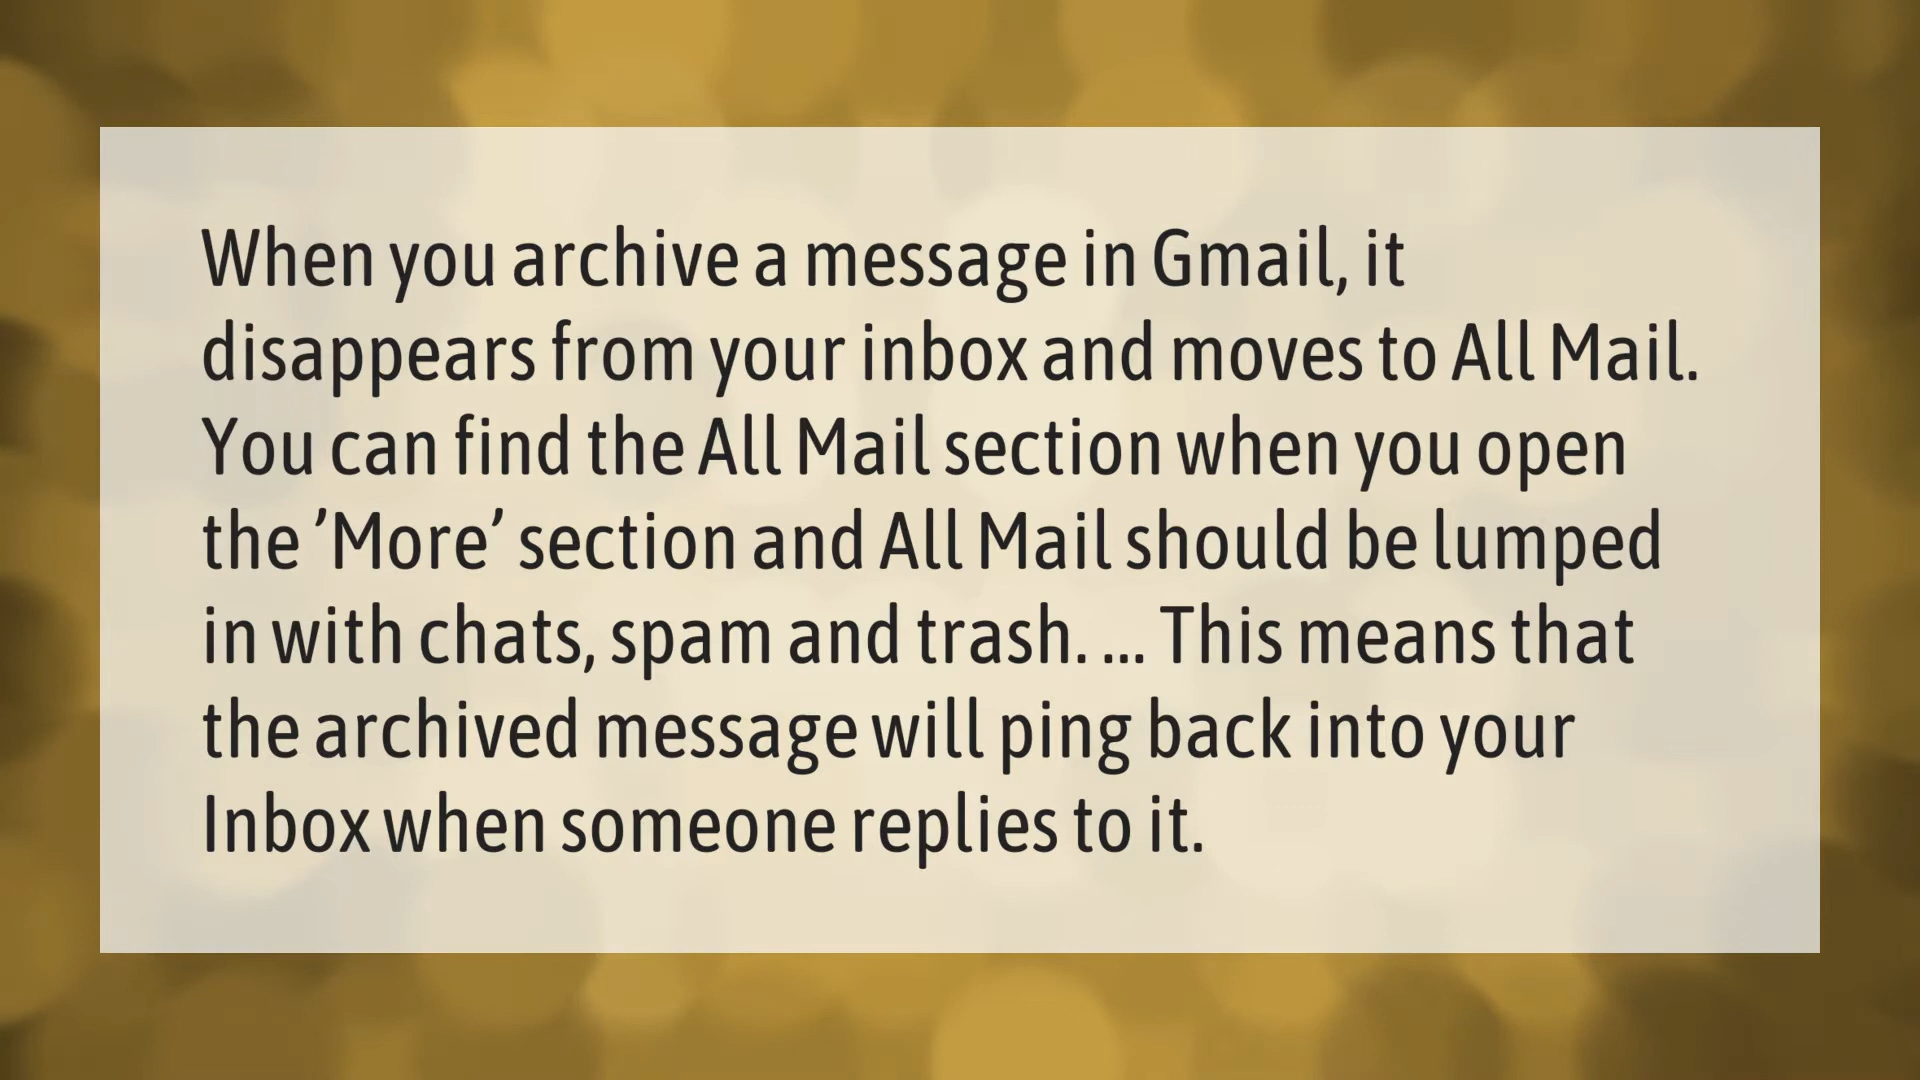 When you archive a message in Gmail, it
disappears from your inbox and moves to All Mail.
You can find the All Mail section when you open
the ’More’ section and All Mail should be lumped
in with chats, spam and trash. ... This means that
the archived message will ping back into your
Inbox when someone replies to it.